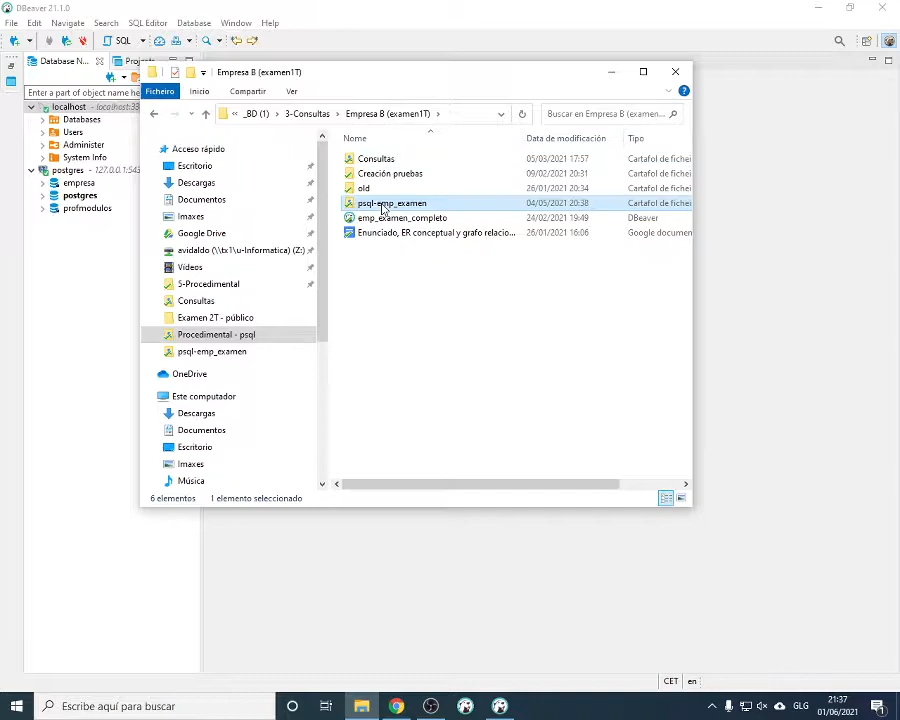 DBeaver 21.1.0
File Edit Navigate Search SQL Editor Database Window Help
SQL
Database N...
Projects
Enter a part of object name he
localhost - localhost:33
Databases
Users
Administer
System Info
postgres - 127.0.0.1:543
empresa
postgres
profmodulos
Empresa B (examen1T)
Ficheiro Inicio Compartir Ver
« _BD (1) › 3-Consultas › Empresa B (examen1T) ›
Buscar en Empresa B (examen...
Acceso rápido
Escritorio
Descargas
Documentos
Imaxes
Google Drive
avidaldo (\\tx1\u-Informatica) (Z:)
Vídeos
5-Procedimental
Consultas
Examen 2T - público
Procedimental - psql
psql-emp_examen
OneDrive
Este computador
Descargas
Documentos
Escritorio
Imaxes
Música
Nome Data de modificación Tipo
Consultas 05/03/2021 17:57 Cartafol de fichei
Creación pruebas 09/02/2021 20:31 Cartafol de fichei
old 26/01/2021 20:34 Cartafol de fichei
psql-emp_examen 04/05/2021 20:38 Cartafol de fichei
emp_examen_completo 24/02/2021 19:49 DBeaver
Enunciado, ER conceptual y grafo relacio... 26/01/2021 16:06 Google documen
6 elementos 1 elemento seleccionado
CET en
Escribe aquí para buscar
GLG
21:37
01/06/2021
1